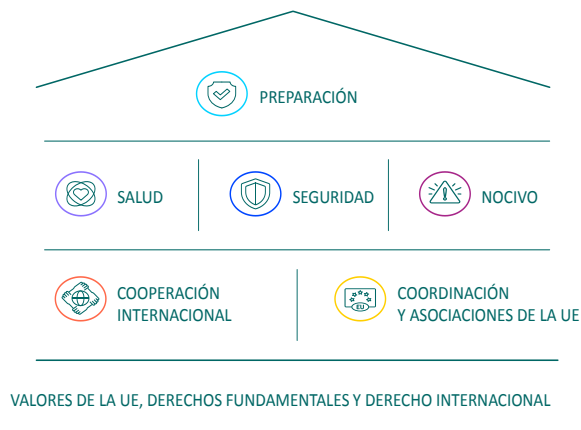 PREPARACIÓN
SALUD
SEGURIDAD
NOCIVO
COOPERACIÓN
INTERNACIONAL
EU
COORDINACIÓN
Y ASOCIACIONES DE LA UE
VALORES DE LA UE, DERECHOS FUNDAMENTALES Y DERECHO INTERNACIONAL